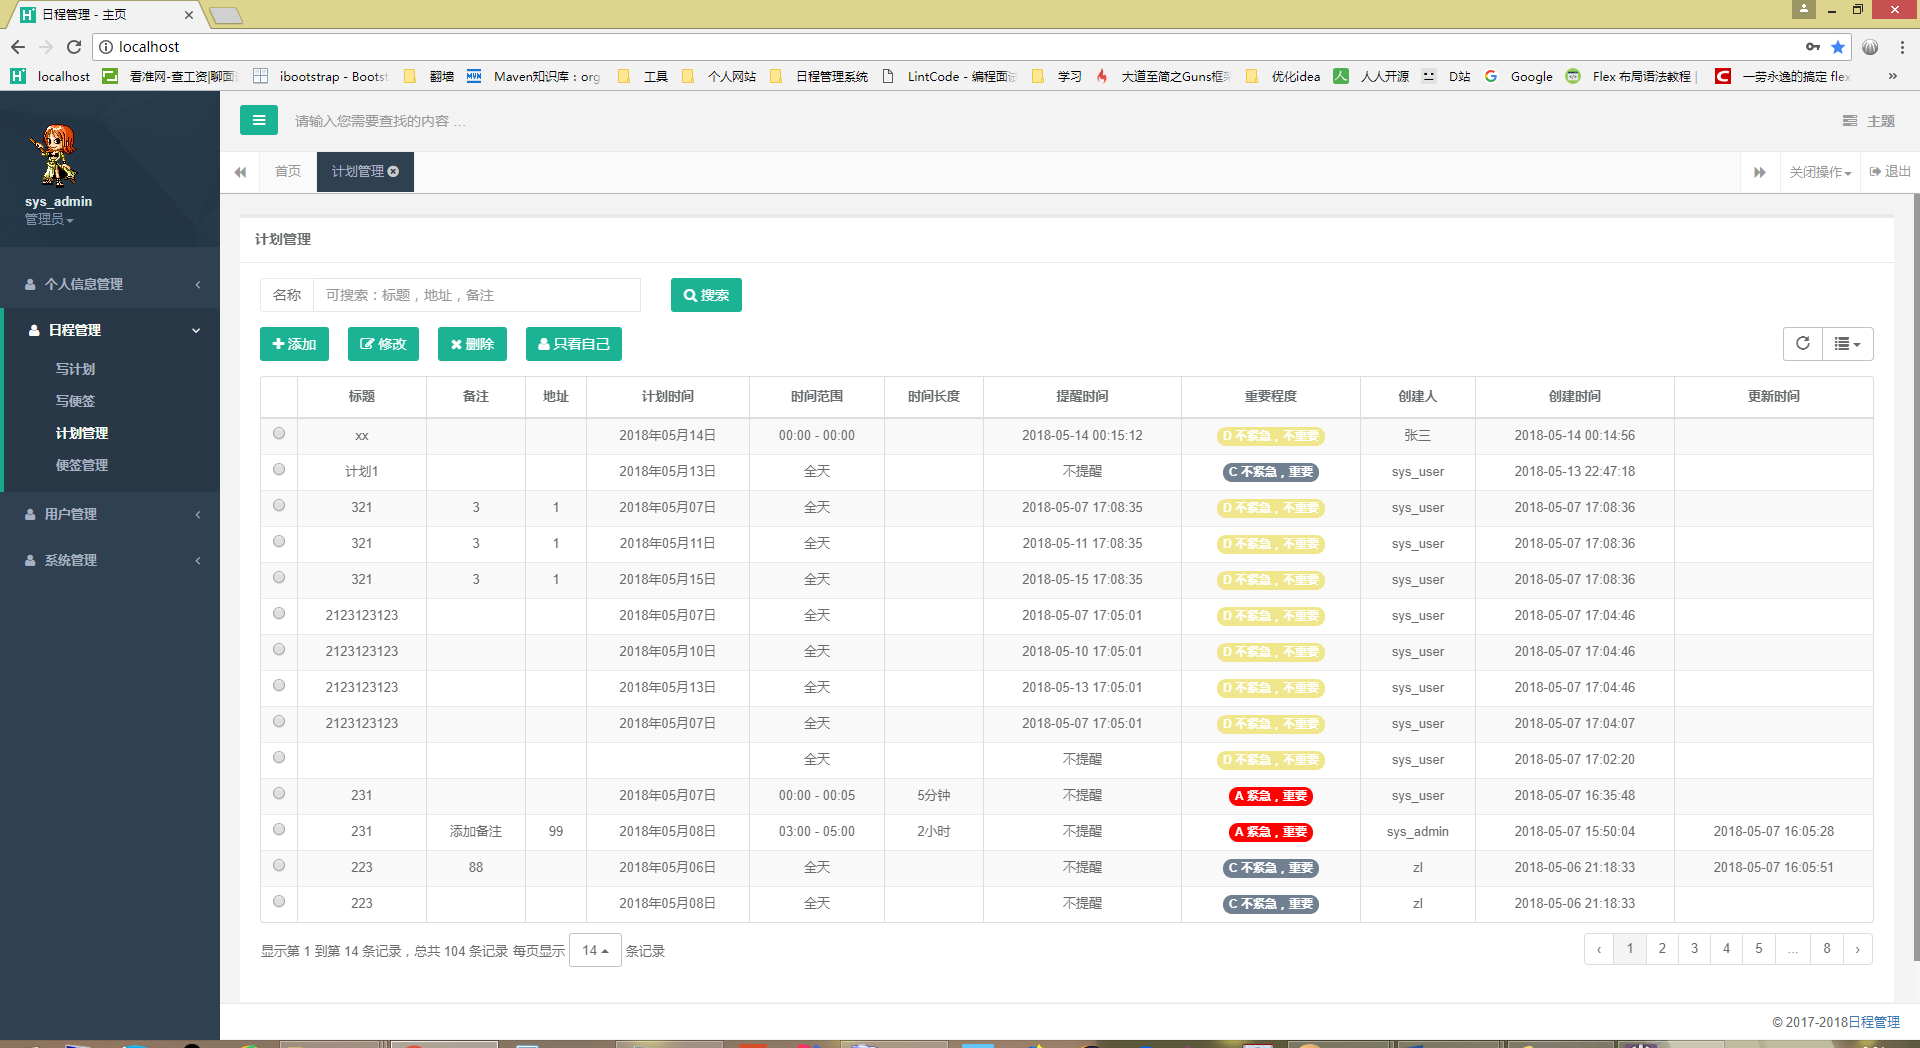 日程管理 - 主页
localhost
localhost 看准网-查工资|聊面 ibootstrap - Bootst 翻墙 Maven知识库：org. 工具 个人网站 日程管理系统 LintCode - 编程面试 学习 大道至简之Guns框架 优化idea 人人开源 D站 Google Flex 布局语法教程 | 一劳永逸的搞定 flex »
请输入您需要查找的内容 …
主题
首页 计划管理 关闭操作 退出
sys_admin
管理员
个人信息管理
日程管理
写计划
写便签
计划管理
便签管理
用户管理
系统管理
计划管理
名称 可搜索：标题，地址，备注 搜索
添加 修改 删除 只看自己
标题 备注 地址 计划时间 时间范围 时间长度 提醒时间 重要程度 创建人 创建时间 更新时间
xx 2018年05月14日 00:00 - 00:00 2018-05-14 00:15:12 D 不紧急，不重要 张三 2018-05-14 00:14:56
计划1 2018年05月13日 全天 不提醒 C 不紧急，重要 sys_user 2018-05-13 22:47:18
321 3 1 2018年05月07日 全天 2018-05-07 17:08:35 D 不紧急，不重要 sys_user 2018-05-07 17:08:36
321 3 1 2018年05月11日 全天 2018-05-11 17:08:35 D 不紧急，不重要 sys_user 2018-05-07 17:08:36
321 3 1 2018年05月15日 全天 2018-05-15 17:08:35 D 不紧急，不重要 sys_user 2018-05-07 17:08:36
2123123123 2018年05月07日 全天 2018-05-07 17:05:01 D 不紧急，不重要 sys_user 2018-05-07 17:04:46
2123123123 2018年05月10日 全天 2018-05-10 17:05:01 D 不紧急，不重要 sys_user 2018-05-07 17:04:46
2123123123 2018年05月13日 全天 2018-05-13 17:05:01 D 不紧急，不重要 sys_user 2018-05-07 17:04:46
2123123123 2018年05月07日 全天 2018-05-07 17:05:01 D 不紧急，不重要 sys_user 2018-05-07 17:04:07
全天 不提醒 D 不紧急，不重要 sys_user 2018-05-07 17:02:20
231 2018年05月07日 00:00 - 00:05 5分钟 不提醒 A 紧急，重要 sys_user 2018-05-07 16:35:48
231 添加备注 99 2018年05月08日 03:00 - 05:00 2小时 不提醒 A 紧急，重要 sys_admin 2018-05-07 15:50:04 2018-05-07 16:05:28
223 88 2018年05月06日 全天 不提醒 C 不紧急，重要 zl 2018-05-06 21:18:33 2018-05-07 16:05:51
223 2018年05月08日 全天 不提醒 C 不紧急，重要 zl 2018-05-06 21:18:33
显示第 1 到第 14 条记录，总共 104 条记录 每页显示 14 条记录
‹ 1 2 3 4 5 ... 8 ›
© 2017-2018日程管理